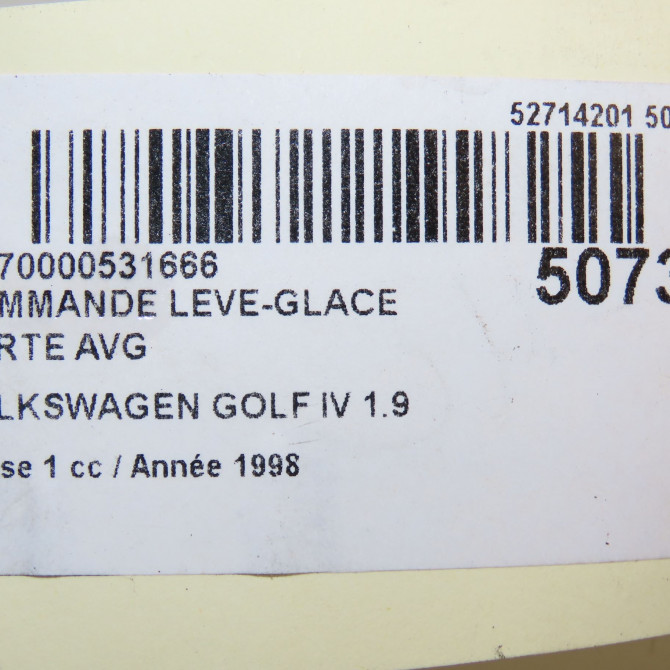 52714201 50
70000531666
5073
MMANDE LEVE-GLACE
RTE AVG
LKSWAGEN GOLF IV 1.9
se 1 cc / Année 1998